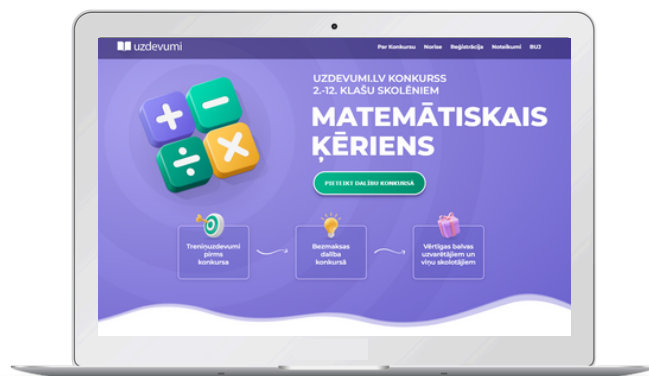 uzdevumi
Par Konkursu Norise Reģistrācija Noteikumi BUJ
UZDEVUMI.LV KONKURSS
2.-12. KLAŠU SKOLĒNIEM
MATEMĀTISKAIS
ĶĒRIENS
PIETEIKT DALĪBU KONKURSĀ
Treniņuzdevumi
pirms
konkursa
Bezmaksas
dalība
konkursā
Vērtīgas balvas
uzvarētājiem un
viņu skolotājiem